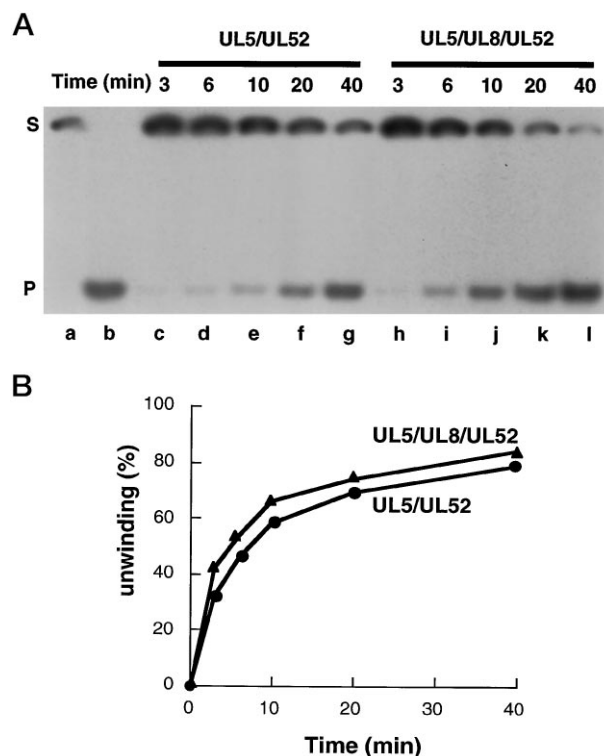 A
UL5/UL52 UL5/UL8/UL52
Time (min) 3 6 10 20 40 3 6 10 20 40
S
P
a b c d e f g h i j k l
B
100
80
60
40
20
0
unwinding (%)
UL5/UL8/UL52
UL5/UL52
0 10 20 30 40
Time (min)